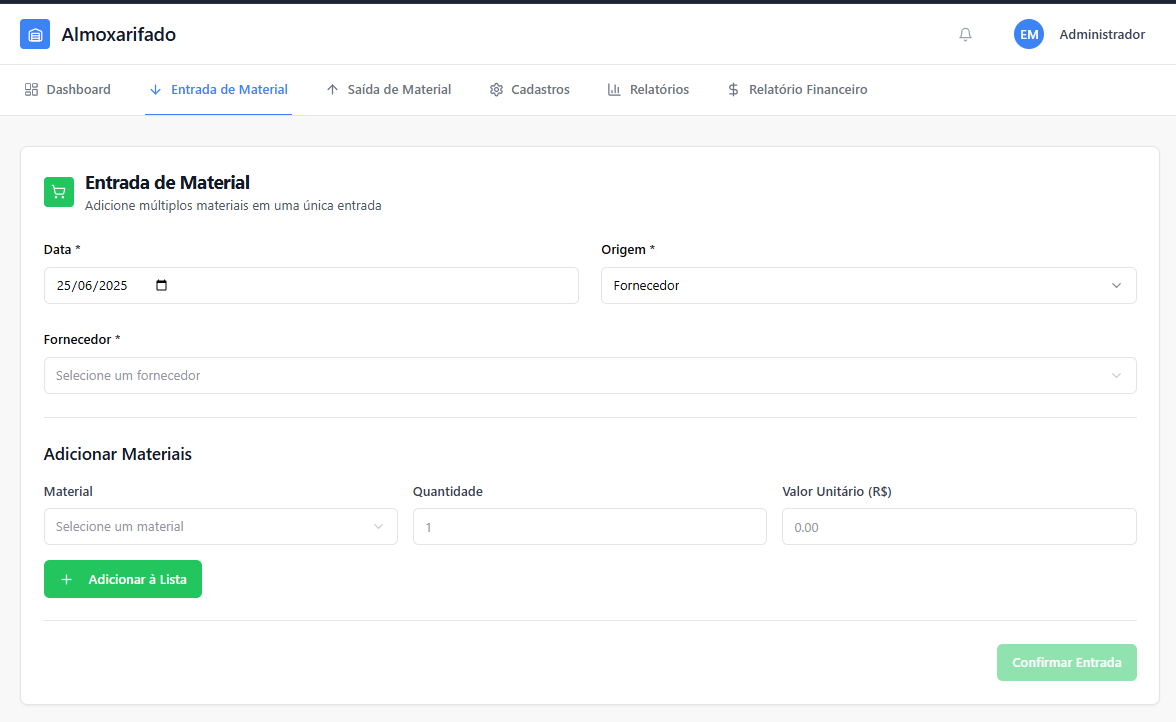 Almoxarifado
EM Administrador
Dashboard Entrada de Material Saída de Material Cadastros Relatórios Relatório Financeiro
Entrada de Material
Adicione múltiplos materiais em uma única entrada
Data * Origem *
25/06/2025 Fornecedor
Fornecedor *
Selecione um fornecedor
Adicionar Materiais
Material Quantidade Valor Unitário (R$)
Selecione um material 1 0.00
+ Adicionar à Lista
Confirmar Entrada